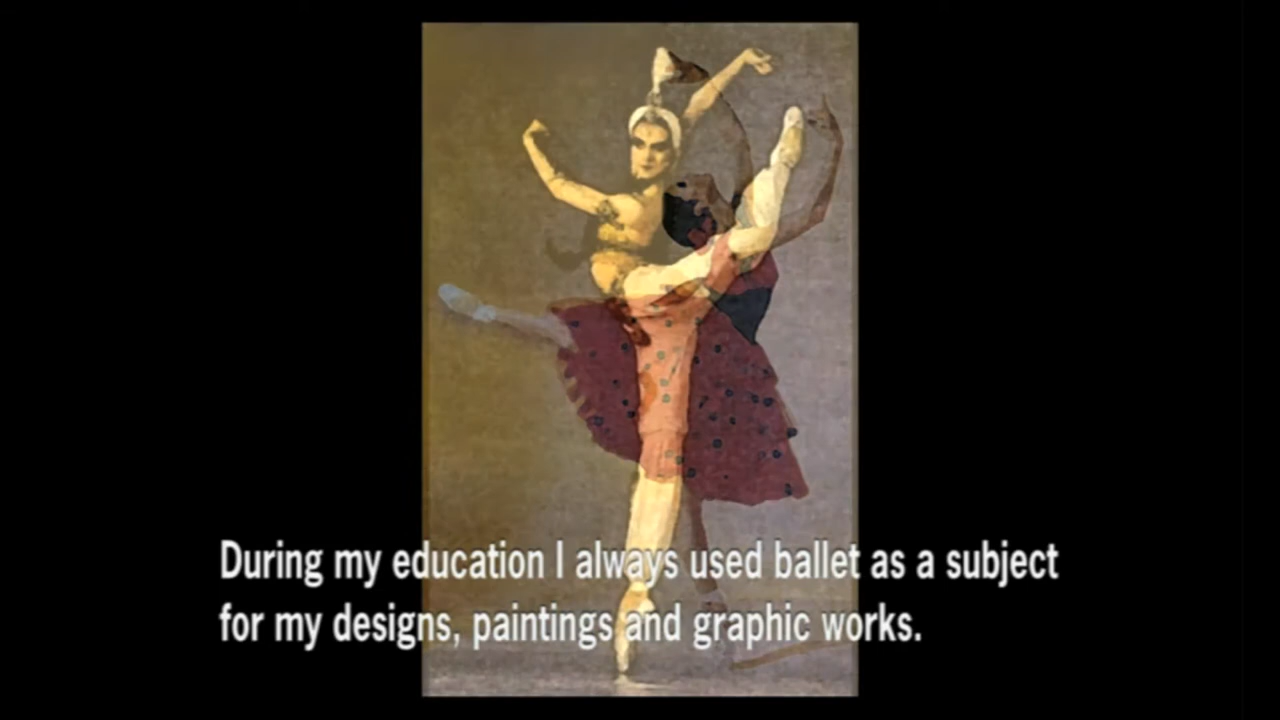 During my education I always used ballet as a subject
for my designs, paintings and graphic works.